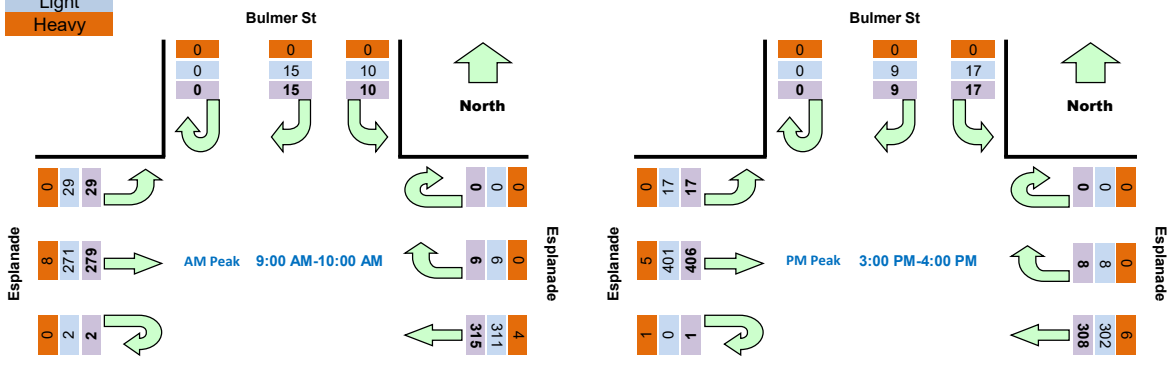 Light
Heavy
Bulmer St
0 0 0
0 15 10
0 15 10
North
0 29 29
0 0 0
Esplanade
8 271 279
AM Peak 9:00 AM-10:00 AM
6 6 0
Esplanade
0 2 2
315 311 4
Bulmer St
0 0 0
0 9 17
0 9 17
North
0 17 17
0 0 0
Esplanade
5 401 406
PM Peak 3:00 PM-4:00 PM
8 8 0
Esplanade
1 0 1
308 302 6